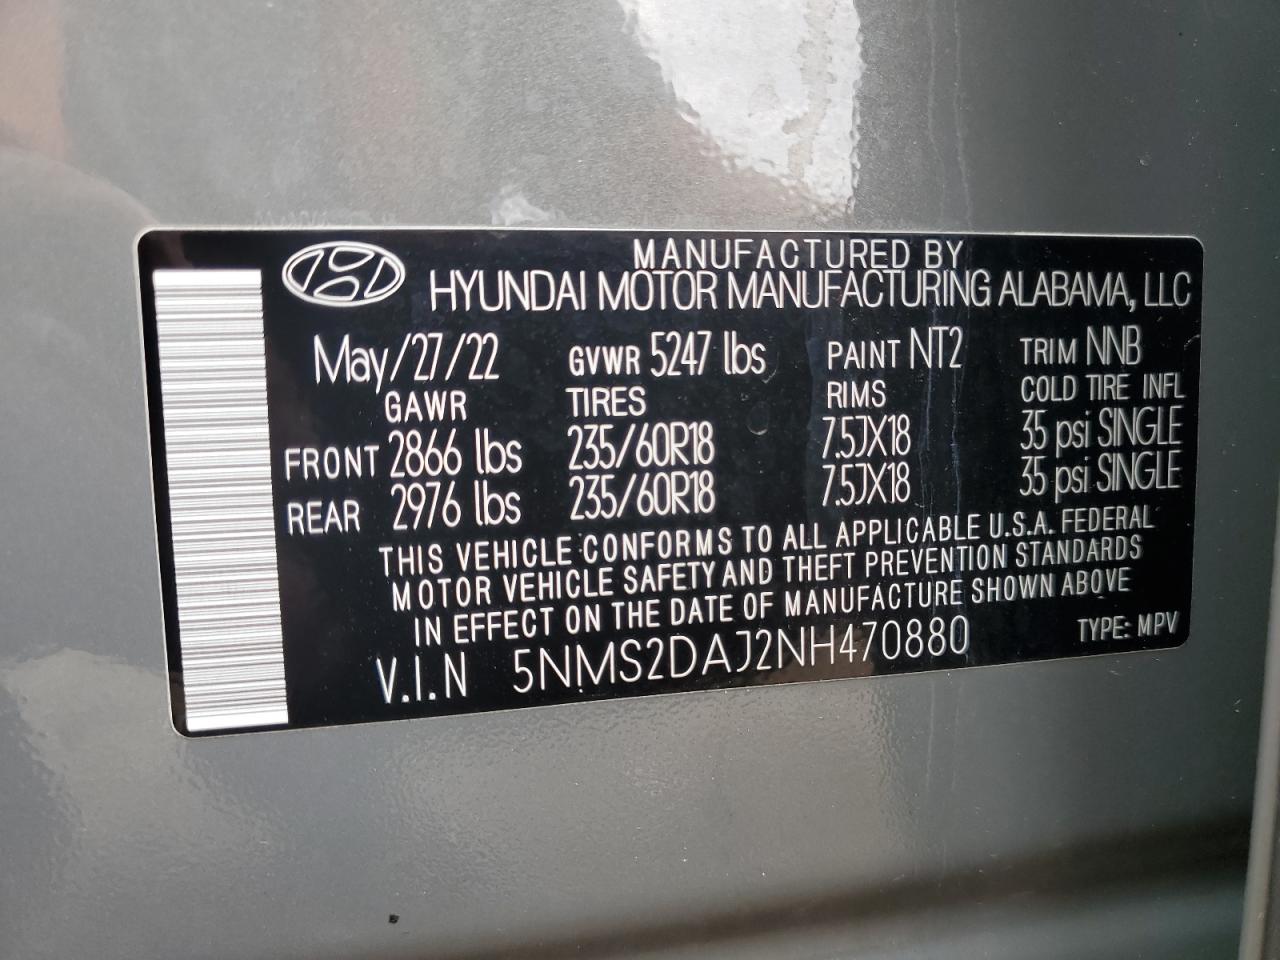 MANUFACTURED BY
HYUNDAI MOTOR MANUFACTURING ALABAMA, LLC
May/27/22 GVWR 5247 lbs PAINT NT2 TRIM NNB
GAWR TIRES RIMS COLD TIRE INFL
FRONT 2866 lbs 235/60R18 7.5JX18 35 psi SINGLE
REAR 2976 lbs 235/60R18 7.5JX18 35 psi SINGLE
THIS VEHICLE CONFORMS TO ALL APPLICABLE U.S.A. FEDERAL
MOTOR VEHICLE SAFETY AND THEFT PREVENTION STANDARDS
IN EFFECT ON THE DATE OF MANUFACTURE SHOWN ABOVE
V.I.N 5NMS2DAJ2NH470880 TYPE: MPV